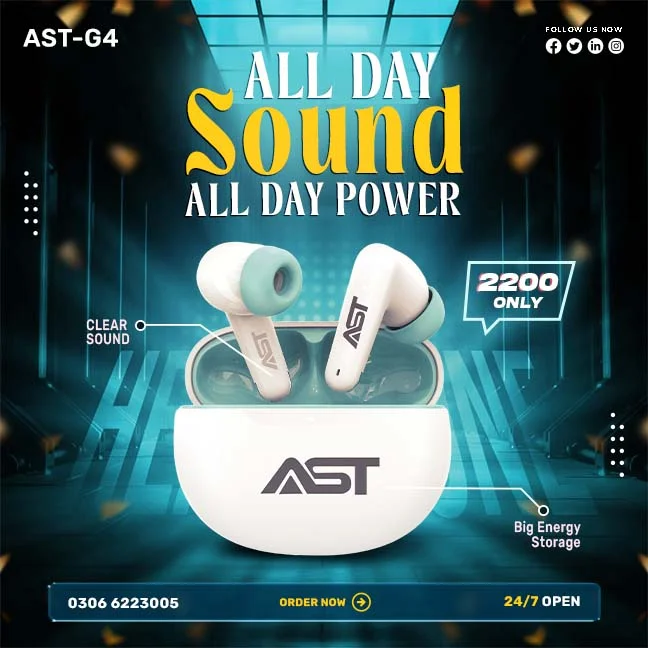 AST-G4
FOLLOW US NOW
ALL DAY
Sound
ALL DAY POWER
2200
ONLY
CLEAR
SOUND
AST
AST
AST
Big Energy
Storage
0306 6223005
ORDER NOW
24/7 OPEN